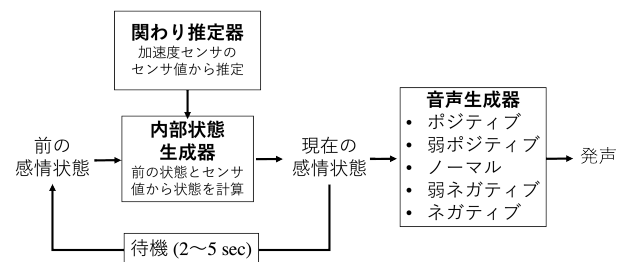 関わり推定器
加速度センサの
センサ値から推定
前の
感情状態
内部状態
生成器
前の状態とセンサ
値から状態を計算
現在の
感情状態
音声生成器
• ポジティブ
• 弱ポジティブ
• ノーマル
• 弱ネガティブ
• ネガティブ
発声
待機 (2〜5 sec)